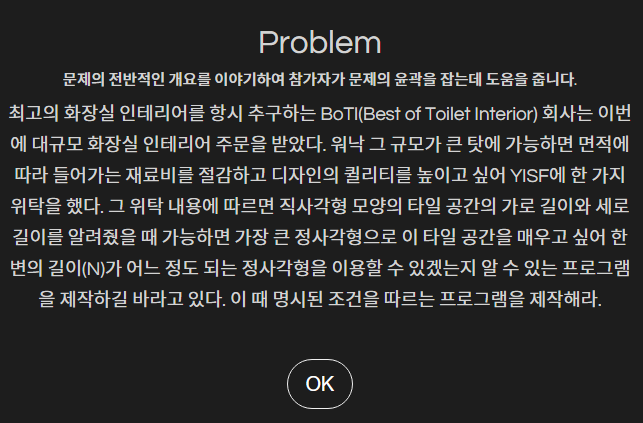 Problem
문제의 전반적인 개요를 이야기하여 참가자가 문제의 윤곽을 잡는데 도움을 줍니다.
최고의 화장실 인테리어를 항시 추구하는 BoTI(Best of Toilet Interior) 회사는 이번
에 대규모 화장실 인테리어 주문을 받았다. 워낙 그 규모가 큰 탓에 가능하면 면적에
따라 들어가는 재료비를 절감하고 디자인의 퀄리티를 높이고 싶어 YISF에 한 가지
위탁을 했다. 그 위탁 내용에 따르면 직사각형 모양의 타일 공간의 가로 길이와 세로
길이를 알려줬을 때 가능하면 가장 큰 정사각형으로 이 타일 공간을 매우고 싶어 한
변의 길이(N)가 어느 정도 되는 정사각형을 이용할 수 있겠는지 알 수 있는 프로그램
을 제작하길 바라고 있다. 이 때 명시된 조건을 따르는 프로그램을 제작해라.
OK